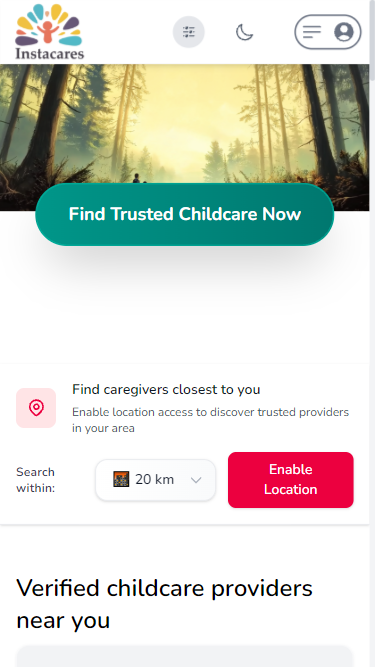 Instacares
Find Trusted Childcare Now
Find caregivers closest to you
Enable location access to discover trusted providers
in your area
Search
within:
20 km
Enable
Location
Verified childcare providers
near you